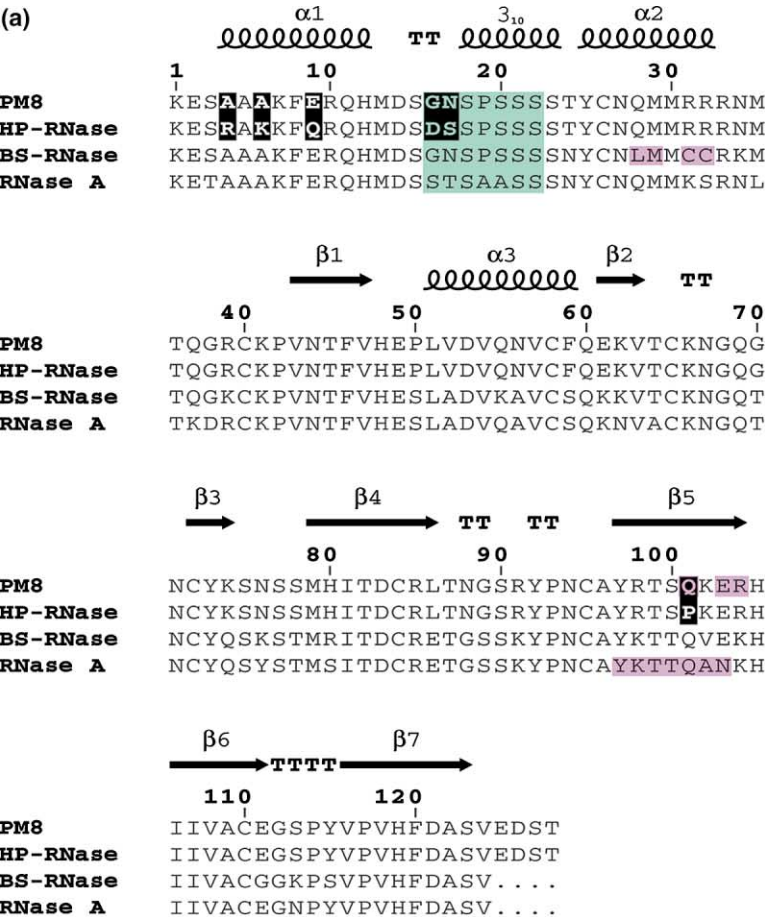 (a)
α1 TT 3₁₀ α2
1 10 20 30
PM8 KESAAAKFERQHMDSGNSPSSSSTYCNQMMRRRNM
HP-RNase KESRAKKFQRQHMDSDSSPSSSSTYCNQMMRRRNM
BS-RNase KESAAAKFERQHMDSGNSPSSSSNYCNLMMCCRKM
RNase A KETAAAKFERQHMDSSTSAASSSNYCNQMMKSRNL
β1 α3 β2 TT
40 50 60 70
PM8 TQGRCKPVNTFVHEPLVDVQNVCFQEKVTCKNGQG
HP-RNase TQGRCKPVNTFVHEPLVDVQNVCFQEKVTCKNGQG
BS-RNase TQGKCKPVNTFVHESLADVKAVCSQKKVTCKNGQT
RNase A TKDRCKPVNTFVHESLADVQAVCSQKNVACKNGQT
β3 β4 TT TT β5
80 90 100
PM8 NCYKSNSSMHITDCRLTNGSRYPNCAYRTSQKERH
HP-RNase NCYKSNSSMHITDCRLTNGSRYPNCAYRTSPKERH
BS-RNase NCYQSKSTMRITDCRETGSSKYPNCAYKTTQVEKH
RNase A NCYQSYSTMSITDCRETGSSKYPNCAYKTTQANKH
β6 TTTT β7
110 120
PM8 IIVACEGSPYVPVHFDASVEDST
HP-RNase IIVACEGSPYVPVHFDASVEDST
BS-RNase IIVACGGKPSVPVHFDASV....
RNase A IIVACEGNPYVPVHFDASV....